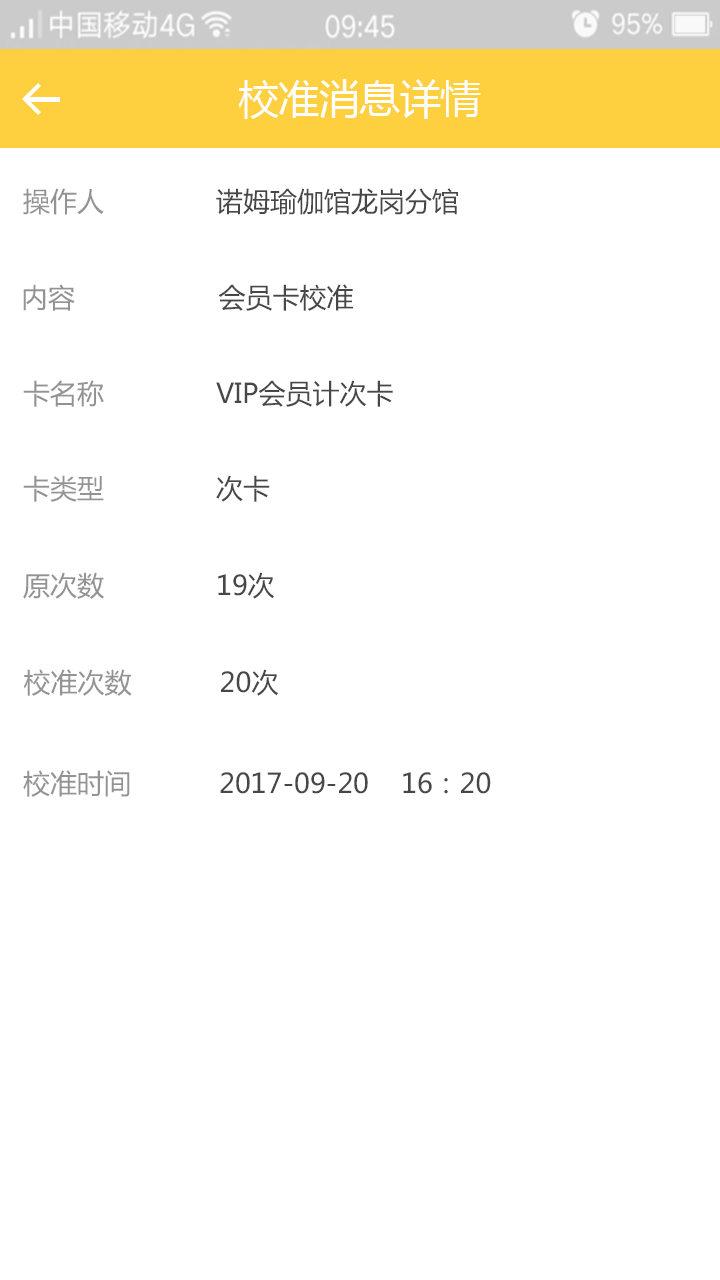 中国移动4G 09:45 95%
校准消息详情
操作人 诺姆瑜伽馆龙岗分馆
内容 会员卡校准
卡名称 VIP会员计次卡
卡类型 次卡
原次数 19次
校准次数 20次
校准时间 2017-09-20 16：20